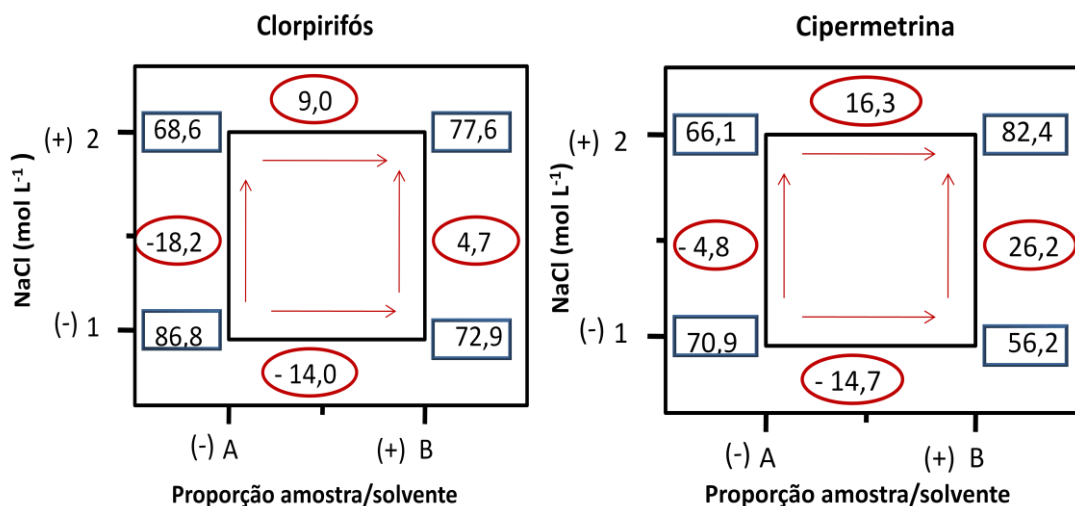 Clorpirifós
9,0
(+) 2
68,6
77,6
NaCl (mol L⁻¹)
-18,2
4,7
(-) 1
86,8
72,9
- 14,0
(-) A
(+) B
Proporção amostra/solvente
Cipermetrina
16,3
(+) 2
66,1
82,4
NaCl (mol L⁻¹)
- 4,8
26,2
(-) 1
70,9
56,2
- 14,7
(-) A
(+) B
Proporção amostra/solvente